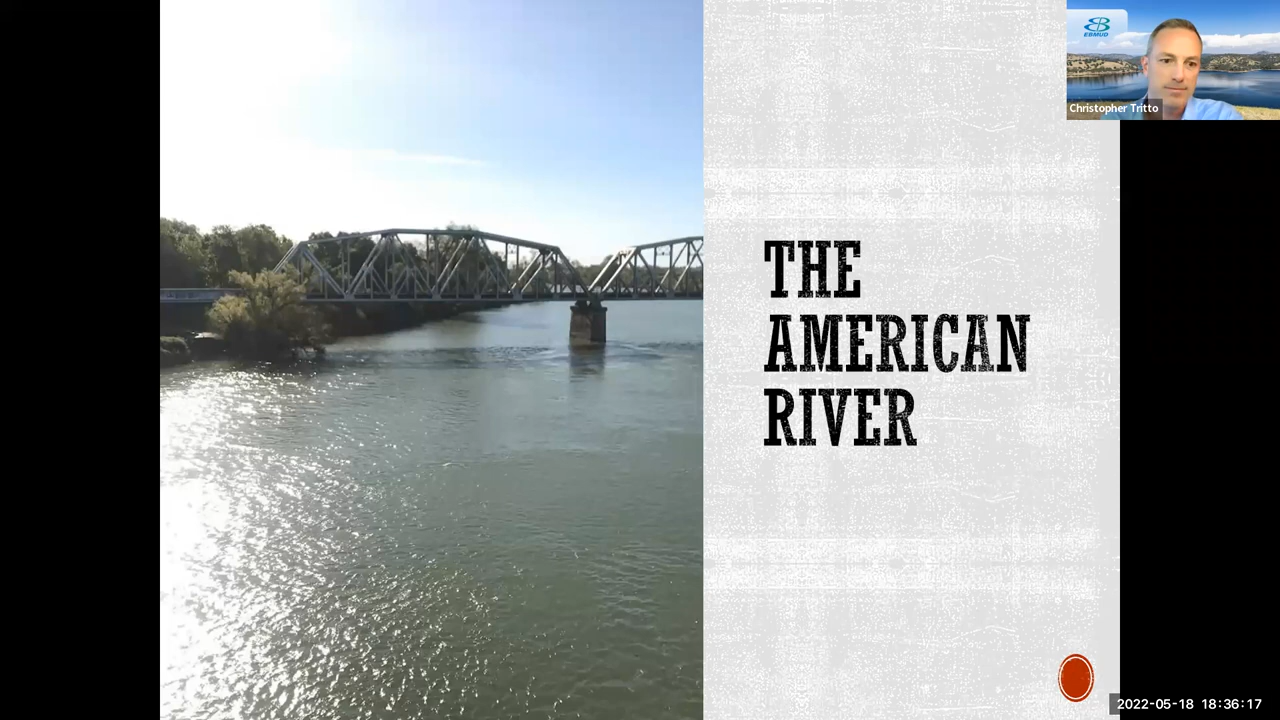 EBMUD
Christopher Tritto
THE
AMERICAN
RIVER
2022-05-18 18:36:17